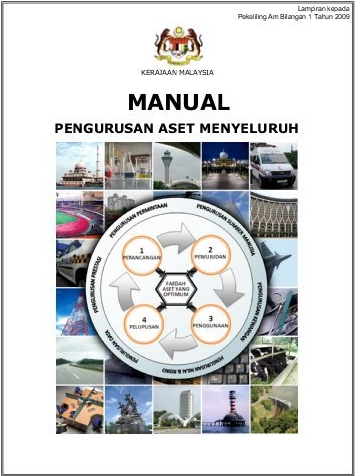 Lampiran kepada
Pekeliling Am Bilangan 1 Tahun 2009
KERAJAAN MALAYSIA
MANUAL
PENGURUSAN ASET MENYELURUH
PENGURUSAN PERMINTAAN
PENGURUSAN SUMBER MANUSIA
PENGURUSAN PRESTASI
1
PERANCANGAN
2
PEWUJUDAN
FAEDAH
ASET YANG
OPTIMUM
4
PELUPUSAN
3
PENGGUNAAN
PENGURUSAN KEWANGAN
PENGURUSAN DATA
PENGURUSAN NILAI & RISIKO